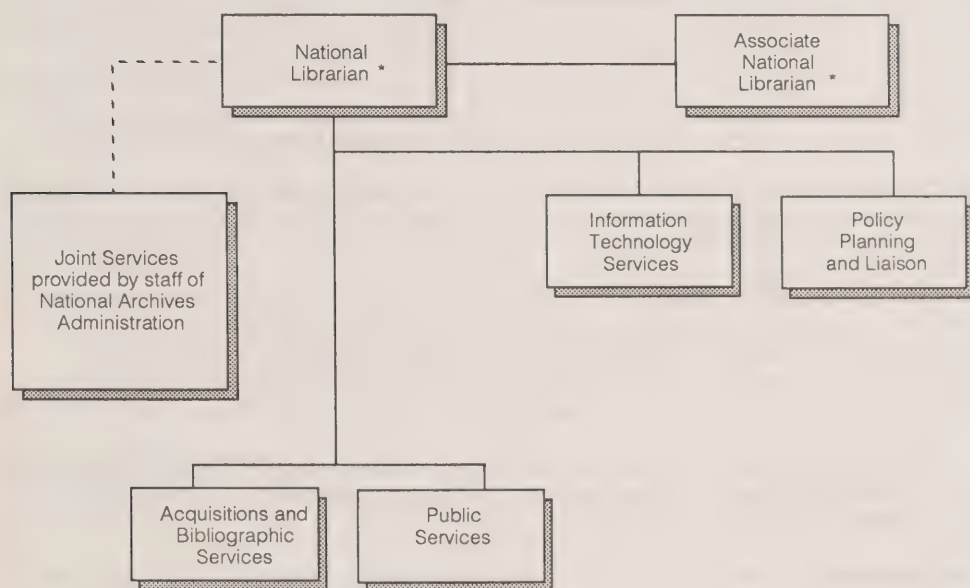 National
Librarian *
Associate
National
Librarian *
Joint Services
provided by staff of
National Archives
Administration
Information
Technology
Services
Policy
Planning
and Liaison
Acquisitions and
Bibliographic
Services
Public
Services